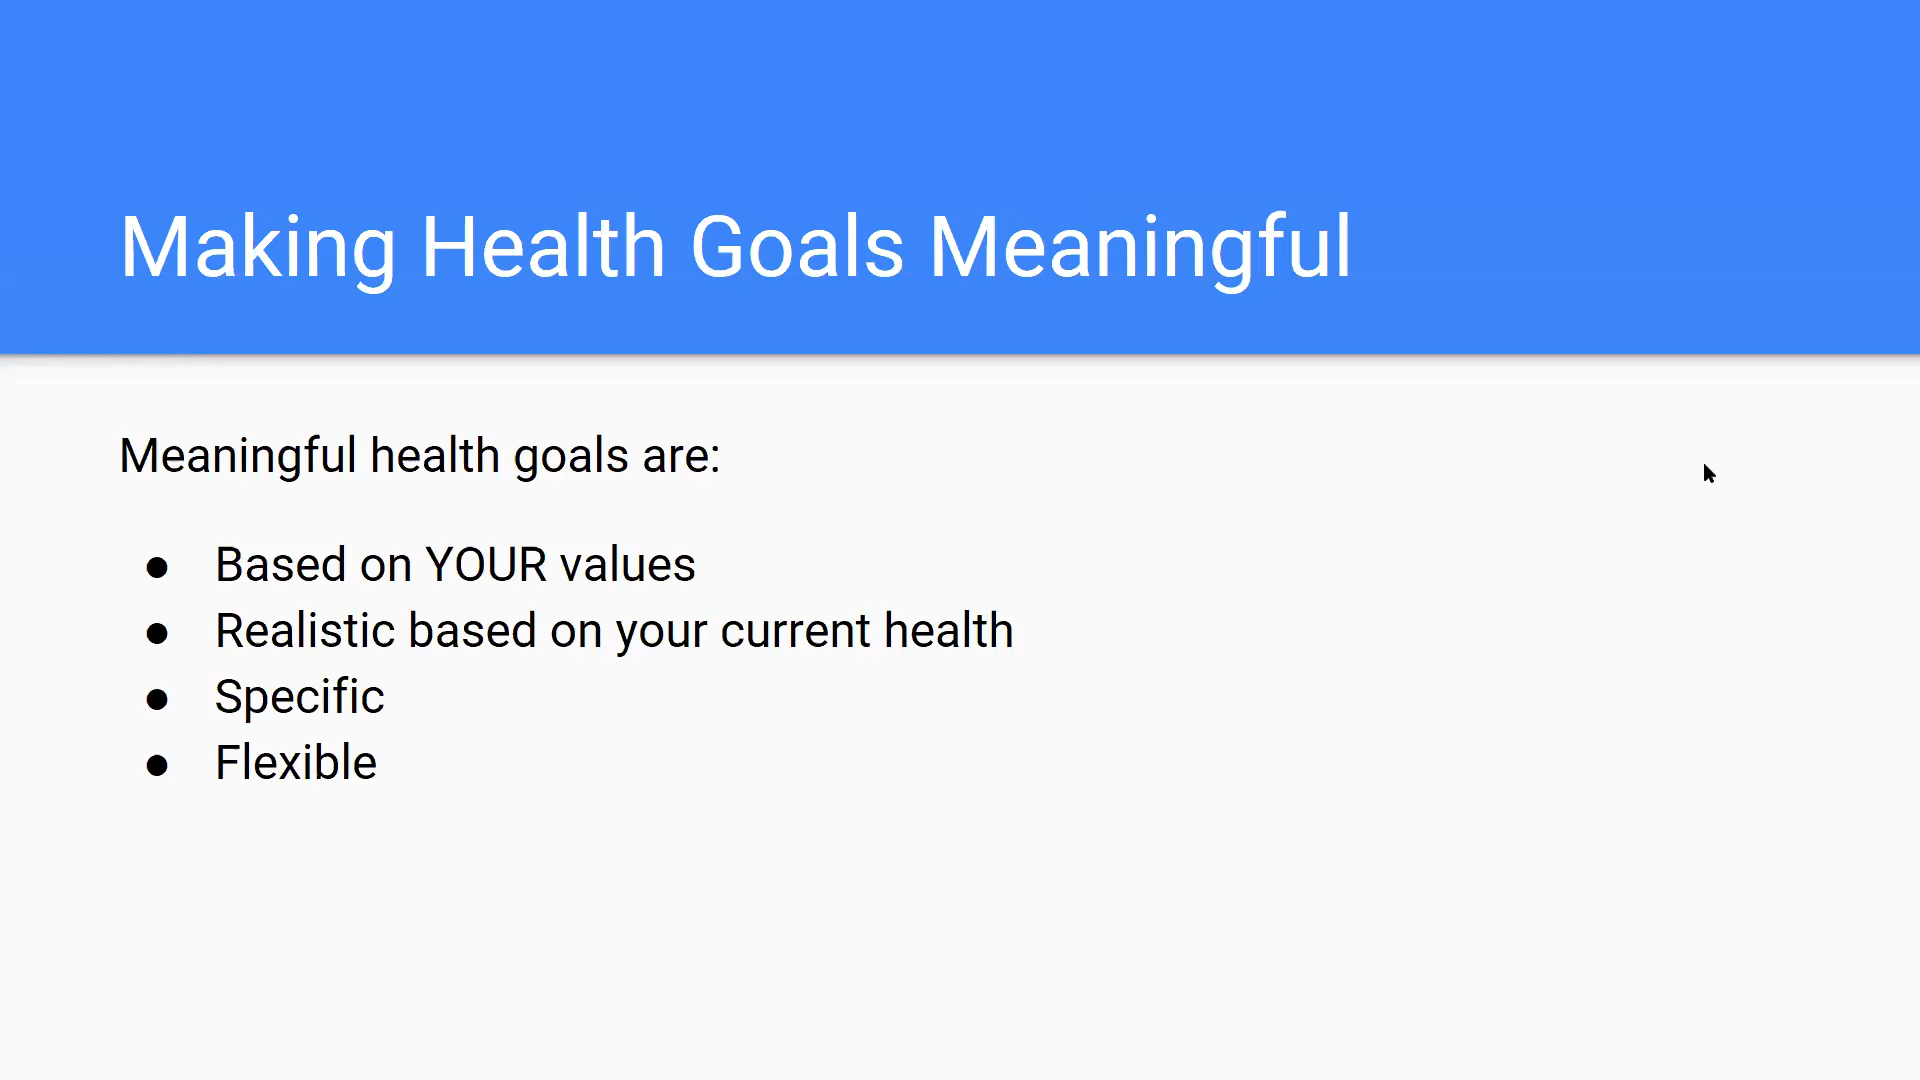 Making Health Goals Meaningful
Meaningful health goals are:
● Based on YOUR values
● Realistic based on your current health
● Specific
● Flexible